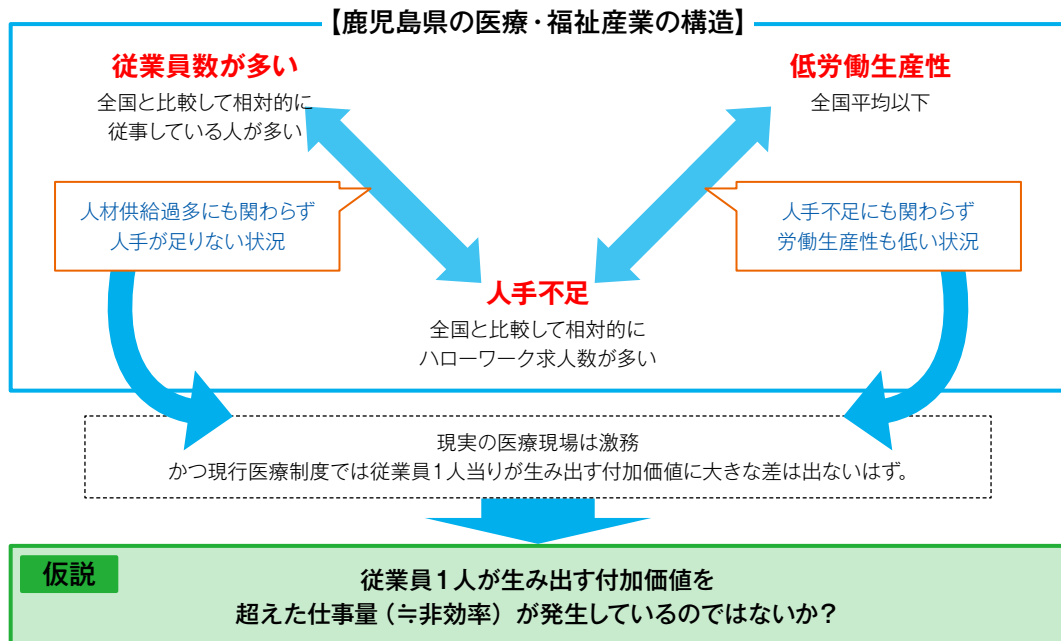 【鹿児島県の医療・福祉産業の構造】
従業員数が多い
全国と比較して相対的に
従事している人が多い
低労働生産性
全国平均以下
人材供給過多にも関わらず
人手が足りない状況
人手不足にも関わらず
労働生産性も低い状況
人手不足
全国と比較して相対的に
ハローワーク求人数が多い
現実の医療現場は激務
かつ現行医療制度では従業員1人当りが生み出す付加価値に大きな差は出ないはず。
仮説
従業員1人が生み出す付加価値を
超えた仕事量（≒非効率）が発生しているのではないか？